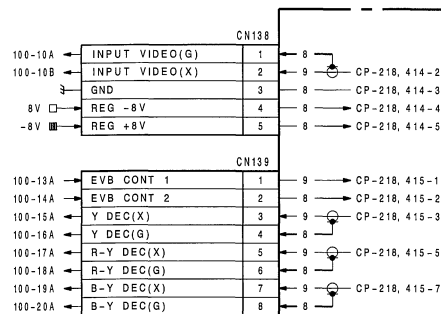 CN138
100-10A INPUT VIDEO(G) 1 8
100-10B INPUT VIDEO(X) 2 9 CP-218, 414-2
GND 3 8 CP-218, 414-3
8V REG -8V 4 8 CP-218, 414-4
-8V REG +8V 5 8 CP-218, 414-5
CN139
100-13A EVB CONT 1 1 9 CP-218, 415-1
100-14A EVB CONT 2 2 8 CP-218, 415-2
100-15A Y DEC(X) 3 9 CP-218, 415-3
100-16A Y DEC(G) 4 8
100-17A R-Y DEC(X) 5 9 CP-218, 415-5
100-18A R-Y DEC(G) 6 8
100-19A B-Y DEC(X) 7 9 CP-218, 415-7
100-20A B-Y DEC(G) 8 8